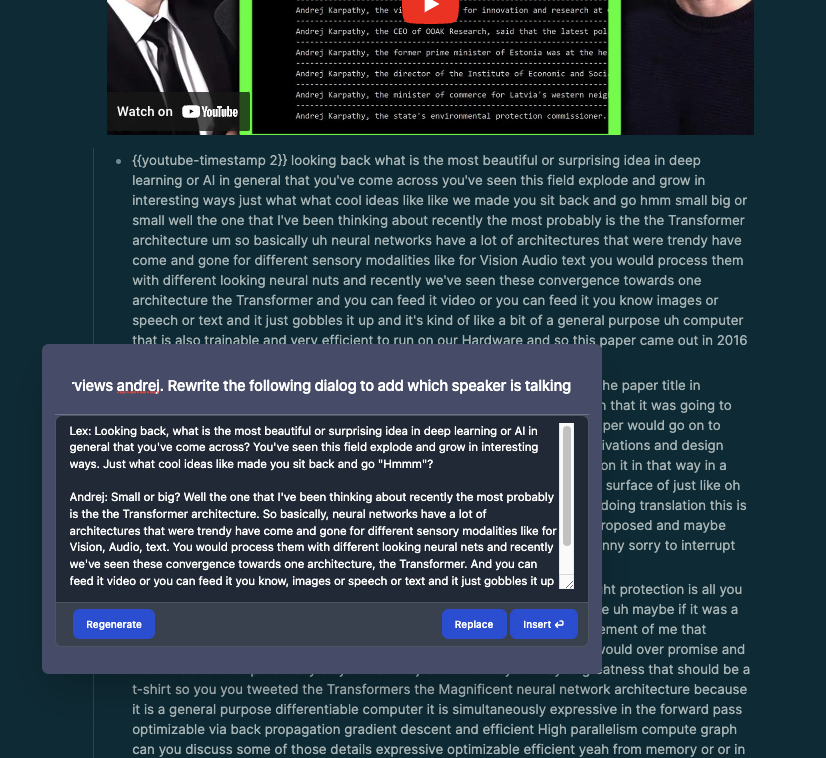 Andrej Karpathy, the vi for innovation and research at
Andrej Karpathy, the CEO of OOAK Research, said that the latest pol
Andrej Karpathy, the former prime minister of Estonia was at the he
Andrej Karpathy, the director of the Institute of Economic and Soci
Andrej Karpathy, the minister of commerce for Latvia's western neig
Andrej Karpathy, the state's environmental protection commissioner.
Watch on YouTube
{{youtube-timestamp 2}} looking back what is the most beautiful or surprising idea in deep
learning or AI in general that you've come across you've seen this field explode and grow in
interesting ways just what what cool ideas like like we made you sit back and go hmm small big or
small well the one that I've been thinking about recently the most probably is the the Transformer
architecture um so basically uh neural networks have a lot of architectures that were trendy have
come and gone for different sensory modalities like for Vision Audio text you would process them
with different looking neural nuts and recently we've seen these convergence towards one
architecture the Transformer and you can feed it video or you can feed it you know images or
speech or text and it just gobbles it up and it's kind of like a bit of a general purpose uh computer
that is also trainable and very efficient to run on our Hardware and so this paper came out in 2016
views andrej. Rewrite the following dialog to add which speaker is talking
Lex: Looking back, what is the most beautiful or surprising idea in deep learning or AI in
general that you've come across? You've seen this field explode and grow in interesting
ways. Just what cool ideas like made you sit back and go "Hmmm"?
Andrej: Small or big? Well the one that I've been thinking about recently the most probably
is the the Transformer architecture. So basically, neural networks have a lot of
architectures that were trendy have come and gone for different sensory modalities like for
Vision, Audio, text. You would process them with different looking neural nets and recently
we've seen these convergence towards one architecture, the Transformer. And you can
feed it video or you can feed it you know, images or speech or text and it just gobbles it up
Regenerate
Replace
Insert ⏎
he paper title in
n that it was going to
per would go on to
ivations and design
on it in that way in a
surface of just like oh
doing translation this is
roposed and maybe
nny sorry to interrupt
ht protection is all you
e uh maybe if it was a
ement of me that
would over promise and
eatness that should be a
t-shirt so you you tweeted the Transformers the Magnificent neural network architecture because
it is a general purpose differentiable computer it is simultaneously expressive in the forward pass
optimizable via back propagation gradient descent and efficient High parallelism compute graph
can you discuss some of those details expressive optimizable efficient yeah from memory or or in